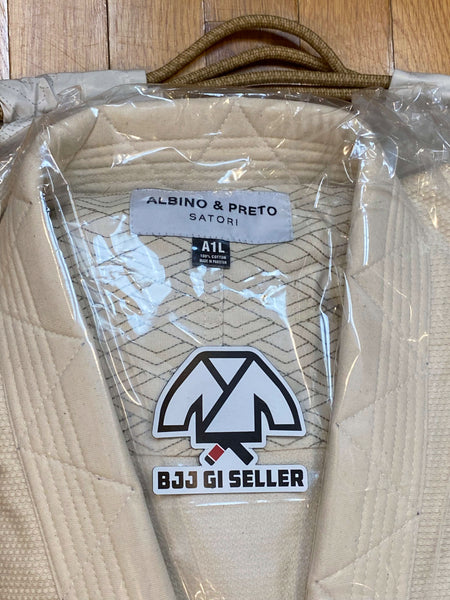 ALBINO & PRETO
SATORI
A1L
100% COTTON
MADE IN PAKISTAN
BJJ GI SELLER